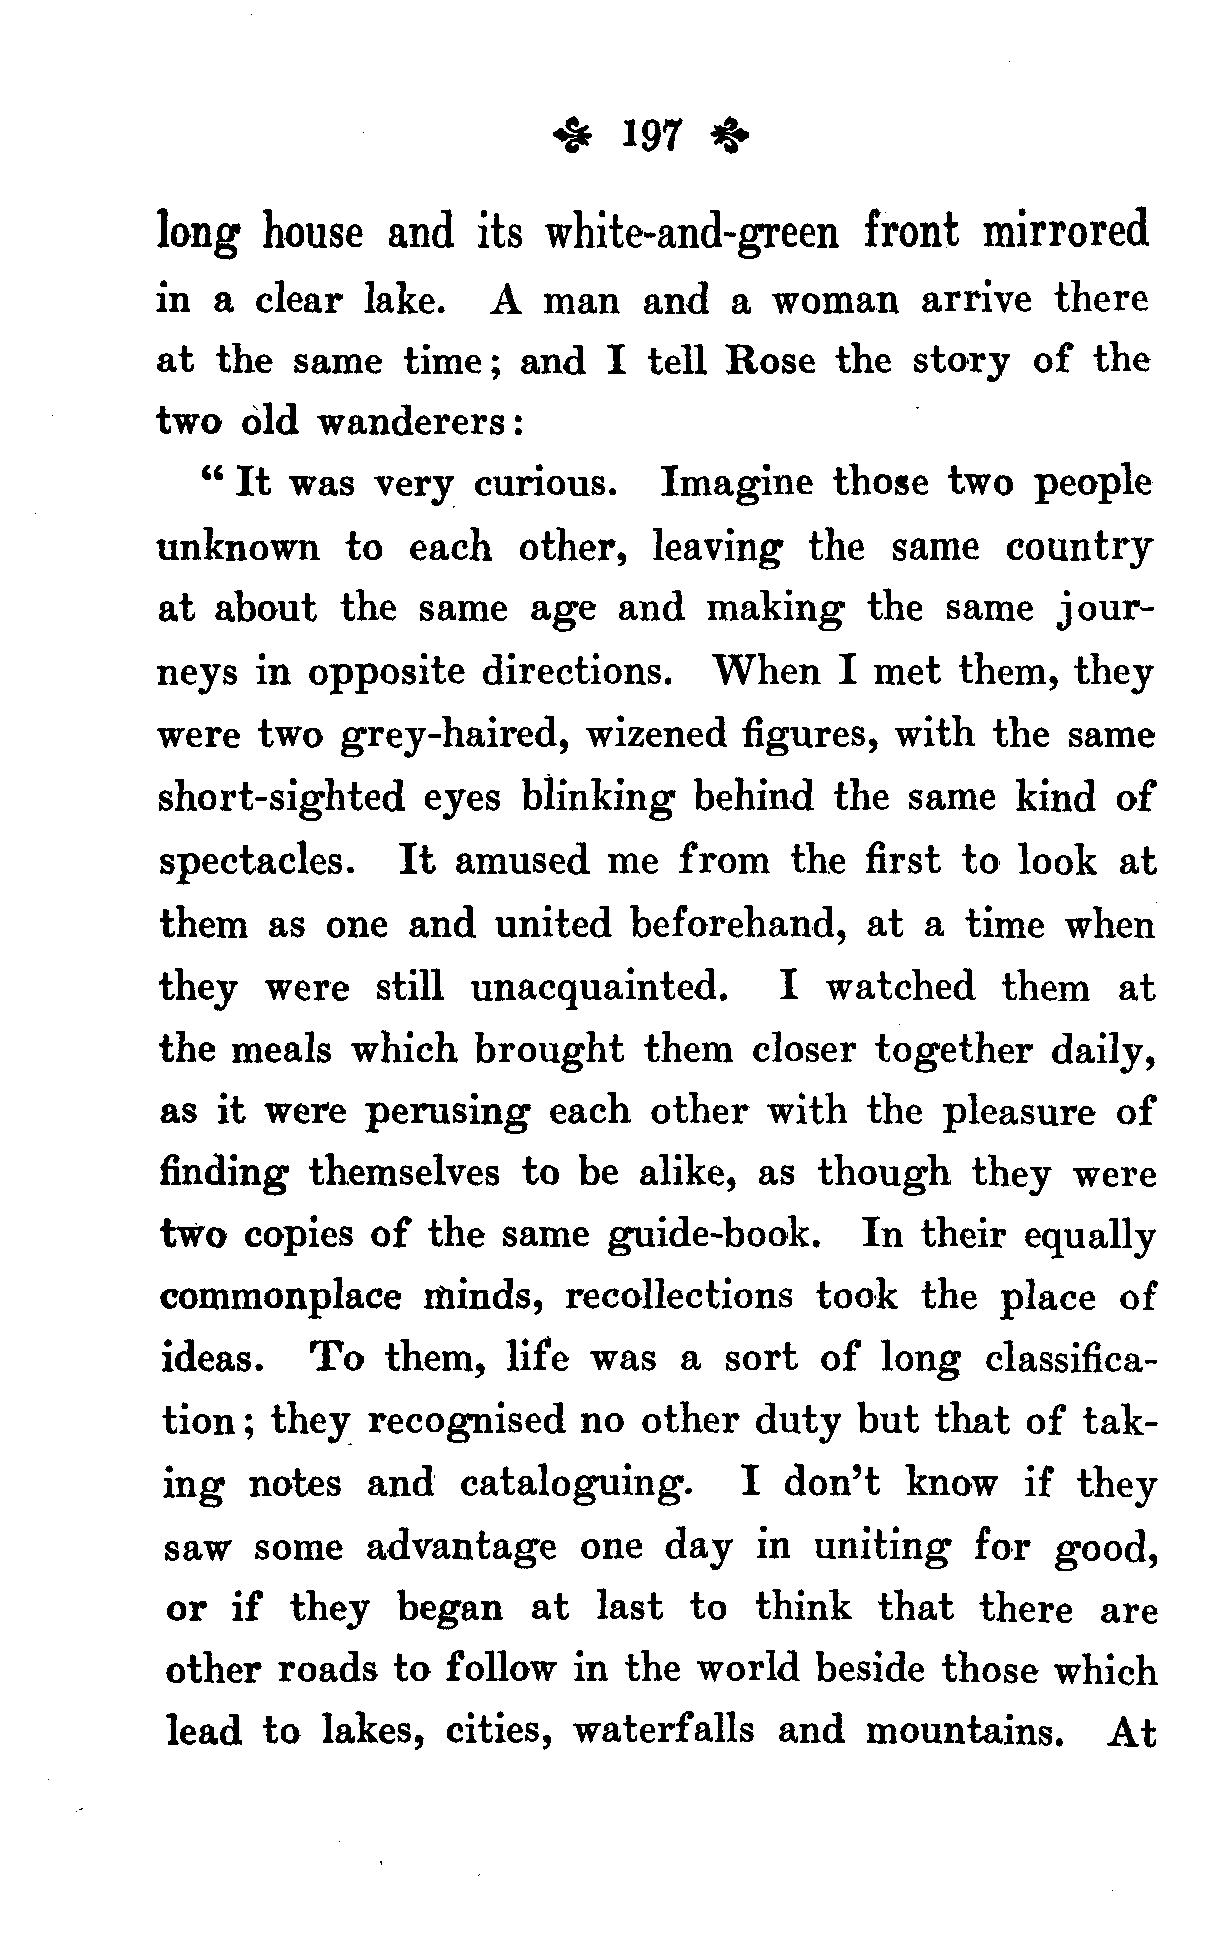 197
long house and its white-and-green front mirrored
in a clear lake. A man and a woman arrive there
at the same time; and I tell Rose the story of the
two old wanderers:
“It was very curious. Imagine those two people
unknown to each other, leaving the same country
at about the same age and making the same jour-
neys in opposite directions. When I met them, they
were two grey-haired, wizened figures, with the same
short-sighted eyes blinking behind the same kind of
spectacles. It amused me from the first to look at
them as one and united beforehand, at a time when
they were still unacquainted. I watched them at
the meals which brought them closer together daily,
as it were perusing each other with the pleasure of
finding themselves to be alike, as though they were
two copies of the same guide-book. In their equally
commonplace minds, recollections took the place of
ideas. To them, life was a sort of long classifica-
tion; they recognised no other duty but that of tak-
ing notes and cataloguing. I don’t know if they
saw some advantage one day in uniting for good,
or if they began at last to think that there are
other roads to follow in the world beside those which
lead to lakes, cities, waterfalls and mountains. At